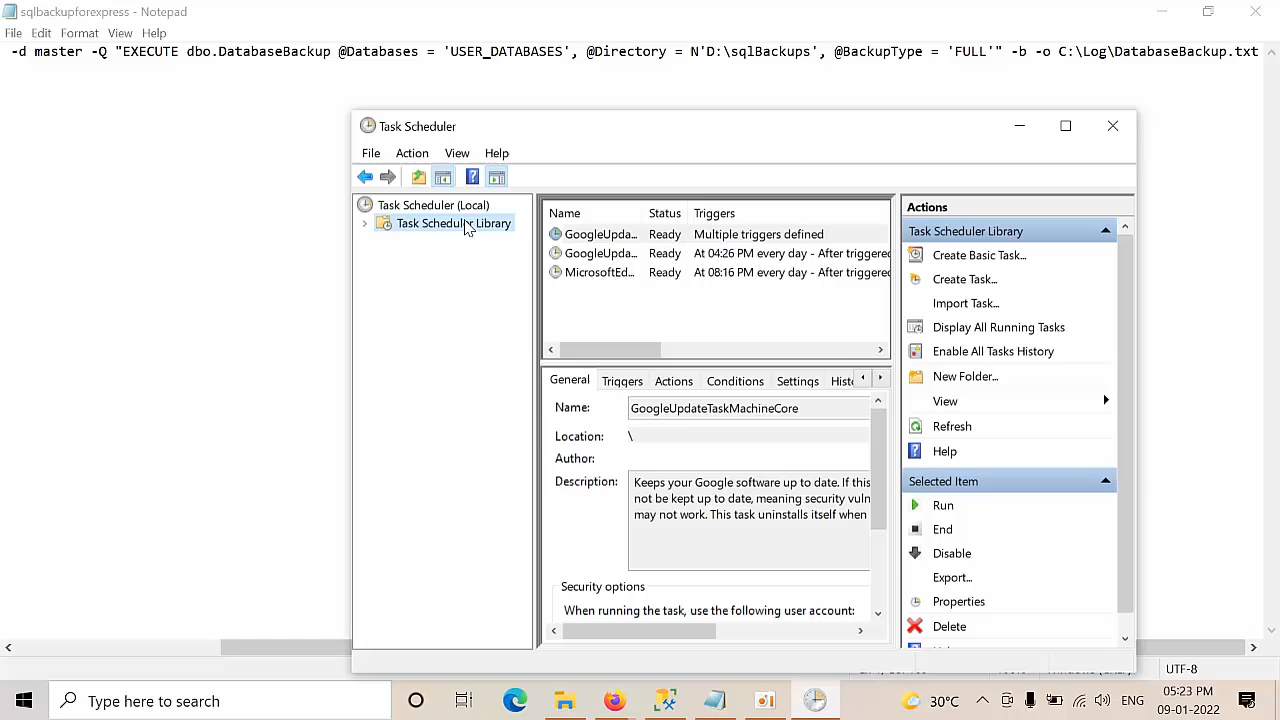 sqlbackupforexpress - Notepad
File Edit Format View Help
-d master -Q "EXECUTE dbo.DatabaseBackup @Databases = 'USER_DATABASES', @Directory = N'D:\sqlBackups', @BackupType = 'FULL'" -b -o C:\Log\DatabaseBackup.txt
Task Scheduler
File Action View Help
Task Scheduler (Local)
Task Scheduler Library
Name Status Triggers
GoogleUpda... Ready Multiple triggers defined
GoogleUpda... Ready At 04:26 PM every day - After triggered
MicrosoftEd... Ready At 08:16 PM every day - After triggered
General Triggers Actions Conditions Settings Histo
Name: GoogleUpdateTaskMachineCore
Location: \
Author:
Description: Keeps your Google software up to date. If this
not be kept up to date, meaning security vuln
may not work. This task uninstalls itself when
Security options
When running the task, use the following user account:
Actions
Task Scheduler Library
Create Basic Task...
Create Task...
Import Task...
Display All Running Tasks
Enable All Tasks History
New Folder...
View
Refresh
Help
Selected Item
Run
End
Disable
Export...
Properties
Delete
UTF-8
Type here to search
30°C
ENG
05:23 PM
09-01-2022